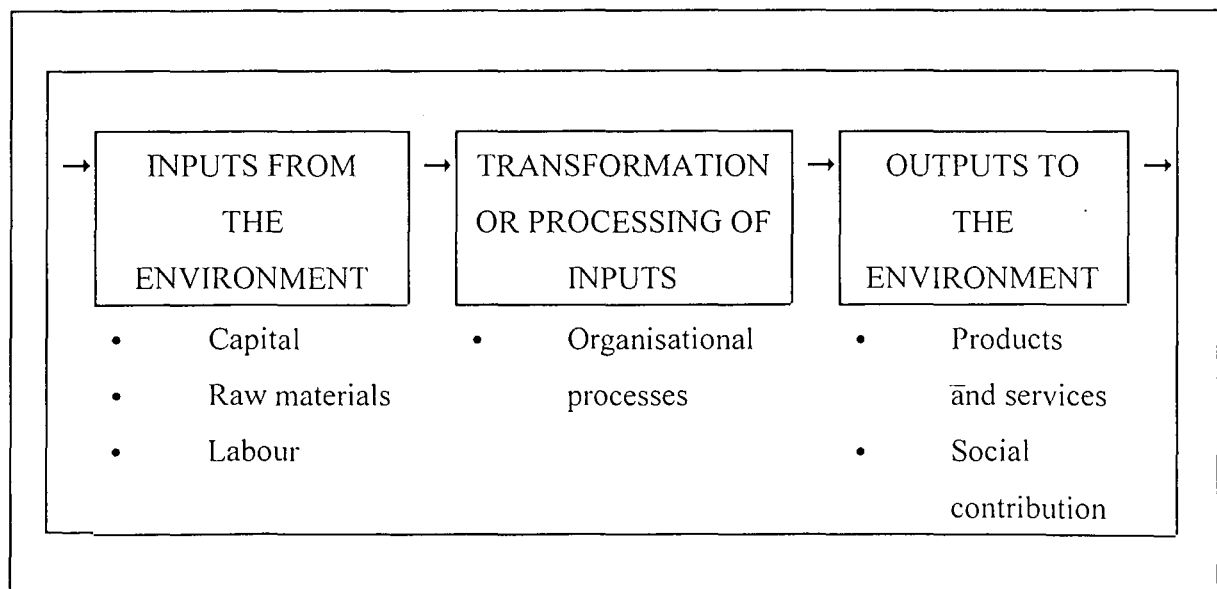 → INPUTS FROM
THE
ENVIRONMENT
• Capital
• Raw materials
• Labour
→ TRANSFORMATION
OR PROCESSING OF
INPUTS
• Organisational
processes
→ OUTPUTS TO →
THE
ENVIRONMENT
• Products
and services
• Social
contribution